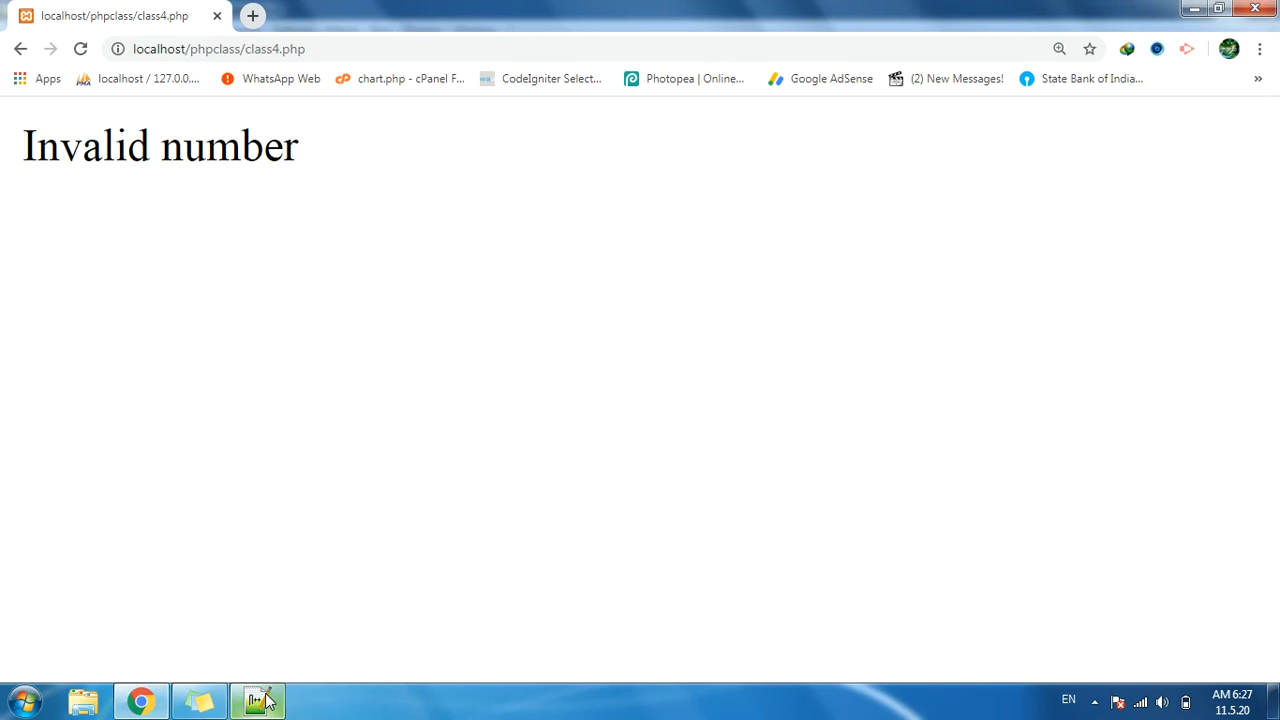 localhost/phpclass/class4.php
localhost/phpclass/class4.php
Apps
localhost / 127.0.0....
WhatsApp Web
chart.php - cPanel F...
CodeIgniter Select...
Photopea | Online...
Google AdSense
(2) New Messages!
State Bank of India...
»
Invalid number
EN
AM 6:27
11.5.20